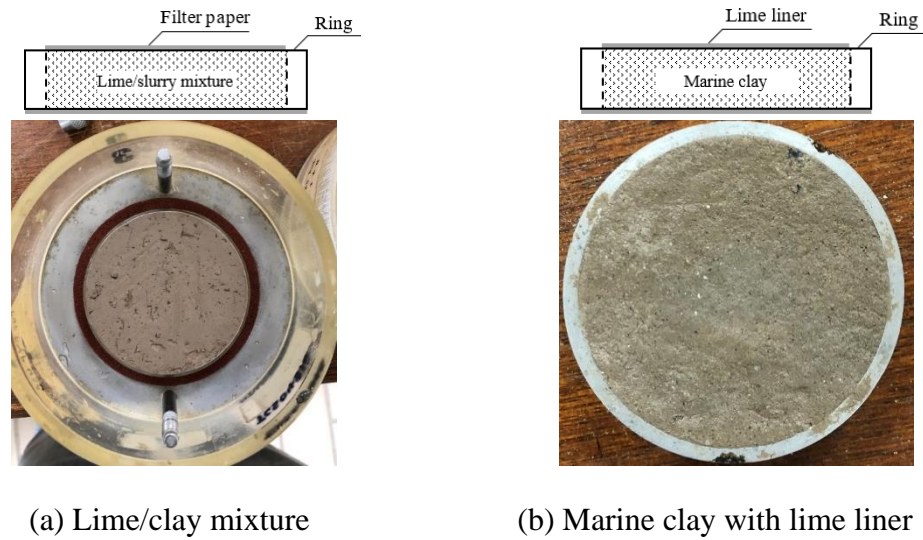 Filter paper
Ring
Lime/slurry mixture
Lime liner
Ring
Marine clay
(a) Lime/clay mixture
(b) Marine clay with lime liner